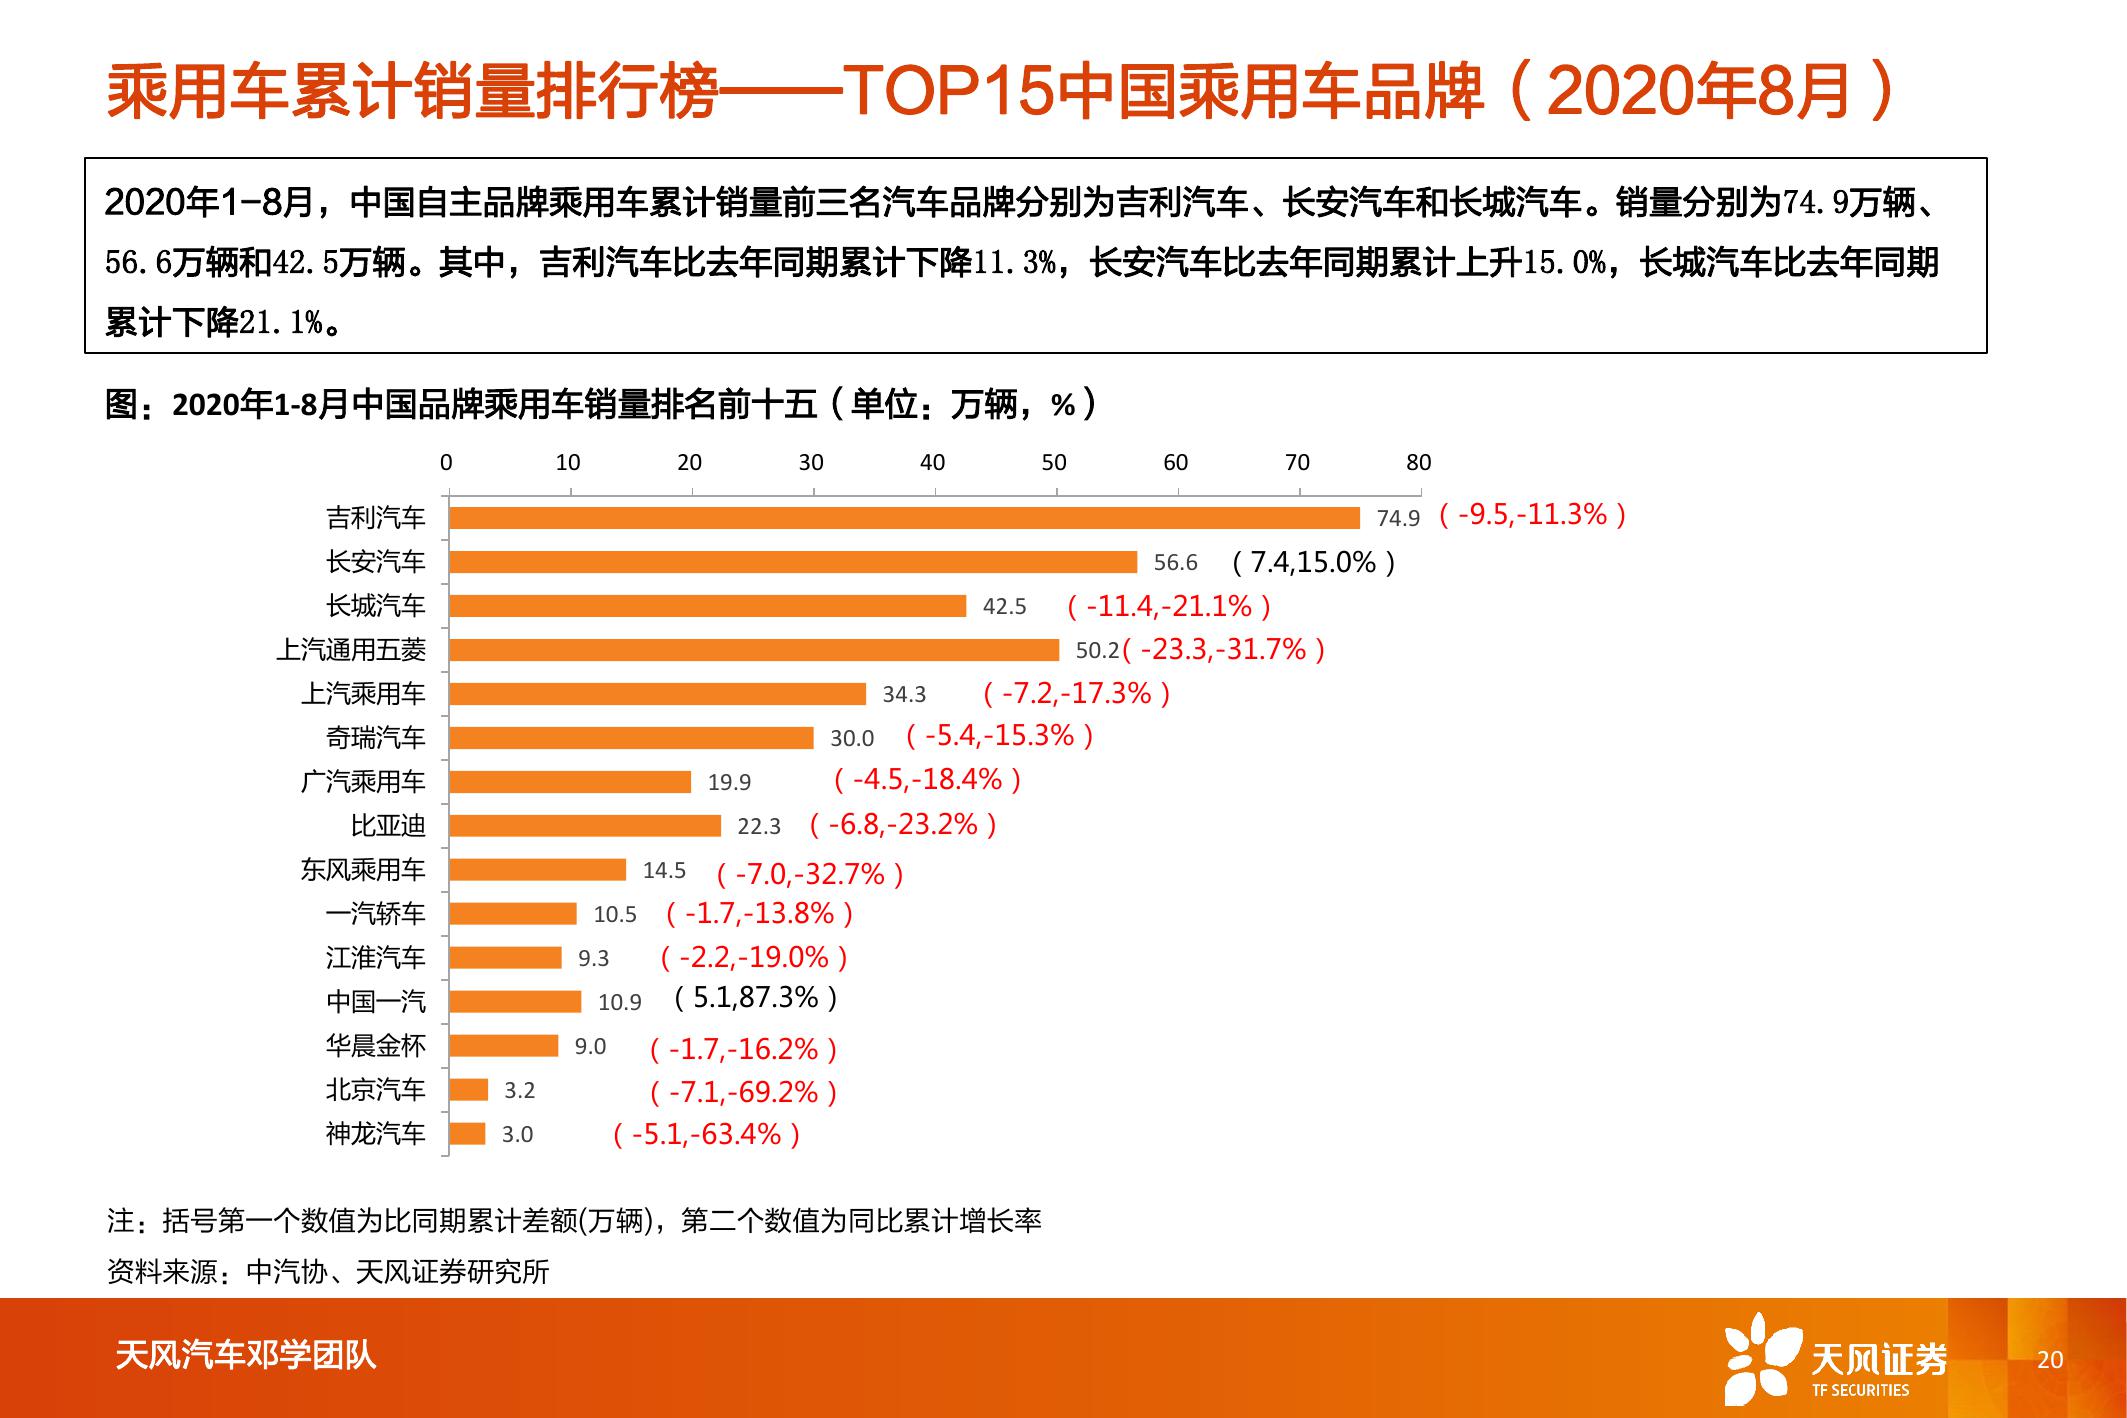 乘用车累计销量排行榜——TOP15中国乘用车品牌（2020年8月）
2020年1-8月，中国自主品牌乘用车累计销量前三名汽车品牌分别为吉利汽车、长安汽车和长城汽车。销量分别为74.9万辆、
56.6万辆和42.5万辆。其中，吉利汽车比去年同期累计下降11.3%，长安汽车比去年同期累计上升15.0%，长城汽车比去年同期
累计下降21.1%。
图：2020年1-8月中国品牌乘用车销量排名前十五（单位：万辆，%）
0 10 20 30 40 50 60 70 80
吉利汽车 74.9（-9.5,-11.3%）
长安汽车 56.6（7.4,15.0%）
长城汽车 42.5（-11.4,-21.1%）
上汽通用五菱 50.2（-23.3,-31.7%）
上汽乘用车 34.3（-7.2,-17.3%）
奇瑞汽车 30.0（-5.4,-15.3%）
广汽乘用车 19.9（-4.5,-18.4%）
比亚迪 22.3（-6.8,-23.2%）
东风乘用车 14.5（-7.0,-32.7%）
一汽轿车 10.5（-1.7,-13.8%）
江淮汽车 9.3（-2.2,-19.0%）
中国一汽 10.9（5.1,87.3%）
华晨金杯 9.0（-1.7,-16.2%）
北京汽车 3.2（-7.1,-69.2%）
神龙汽车 3.0（-5.1,-63.4%）
注：括号第一个数值为比同期累计差额(万辆)，第二个数值为同比累计增长率
资料来源：中汽协、天风证券研究所
天风汽车邓学团队
天风证券
TF SECURITIES
20